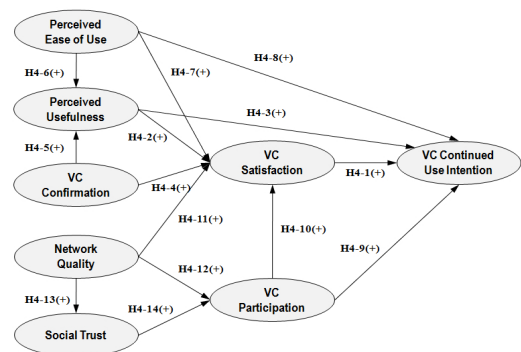 Perceived
Ease of Use
H4-8(+)
H4-6(+)
H4-7(+)
Perceived
Usefulness
H4-3(+)
H4-2(+)
H4-5(+)
VC
Satisfaction
VC Continued
Use Intention
H4-1(+)
VC
Confirmation
H4-4(+)
H4-11(+)
H4-10(+)
Network
Quality
H4-9(+)
H4-12(+)
H4-13(+)
VC
Participation
H4-14(+)
Social Trust